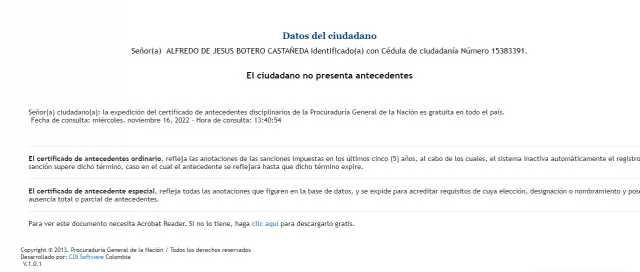 Datos del ciudadano
Señor(a) ALFREDO DE JESUS BOTERO CASTAÑEDA identificado(a) con Cédula de ciudadanía Número 15383391.
El ciudadano no presenta antecedentes
Señor(a) ciudadano(a): la expedición del certificado de antecedentes disciplinarios de la Procuraduría General de la Nación es gratuita en todo el país.
Fecha de consulta: miércoles, noviembre 16, 2022 - Hora de consulta: 13:40:54
El certificado de antecedentes ordinario, refleja las anotaciones de las sanciones impuestas en los últimos cinco (5) años, al cabo de los cuales, el sistema inactiva automáticamente el registro
sanción supere dicho término, caso en el cual el antecedente se reflejará hasta que dicho término expire.
El certificado de antecedente especial, refleja todas las anotaciones que figuren en la base de datos, y se expide para acreditar requisitos de cuya elección, designación o nombramiento y pose
ausencia total o parcial de antecedentes.
Para ver este documento necesita Acrobat Reader. Si no lo tiene, haga clic aquí para descargarlo gratis.
Copyright © 2013. Procuraduría General de la Nación / Todos los derechos reservados
Desarrollado por: CDI Software Colombia
V.1.0.1